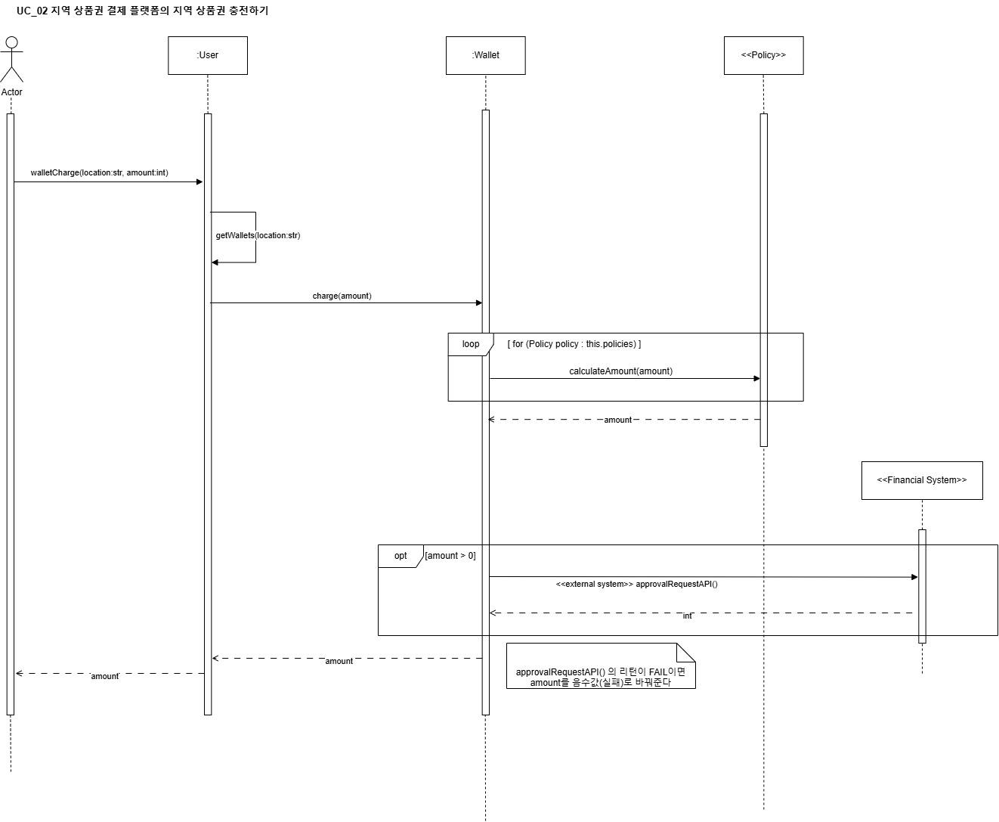 UC_02 지역 상품권 결제 플랫폼의 지역 상품권 충전하기
Actor
:User
:Wallet
<<Policy>>
walletCharge(location:str, amount:int)
getWallets(location:str)
charge(amount)
loop
[ for (Policy policy : this.policies) ]
calculateAmount(amount)
amount
<<Financial System>>
opt
[amount > 0]
<<external system>> approvalRequestAPI()
int
amount
amount
approvalRequestAPI() 의 리턴이 FAIL이면
amount를 음수값(실패)로 바꿔준다